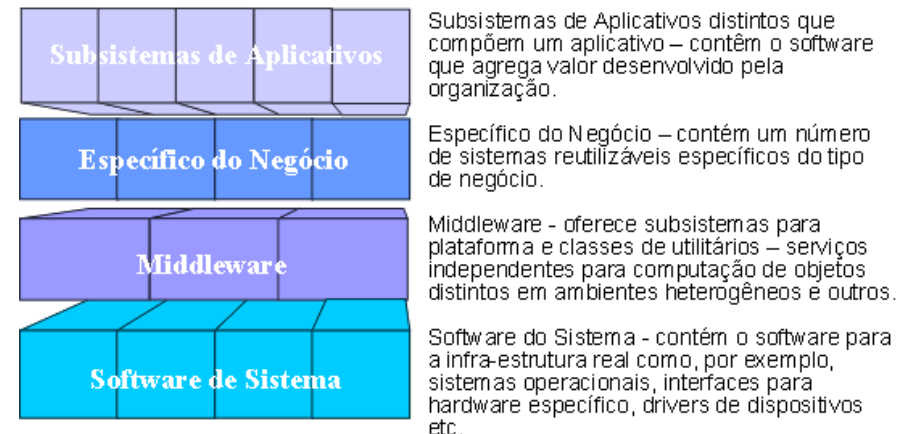 Subsistemas de Aplicativos
Subsistemas de Aplicativos distintos que
compõem um aplicativo – contêm o software
que agrega valor desenvolvido pela
organização.
Específico do Negócio
Específico do Negócio – contém um número
de sistemas reutilizáveis específicos do tipo
de negócio.
Middleware
Middleware - oferece subsistemas para
plataforma e classes de utilitários – serviços
independentes para computação de objetos
distintos em ambientes heterogêneos e outros.
Software de Sistema
Software do Sistema - contém o software para
a infra-estrutura real como, por exemplo,
sistemas operacionais, interfaces para
hardware específico, drivers de dispositivos
etc.